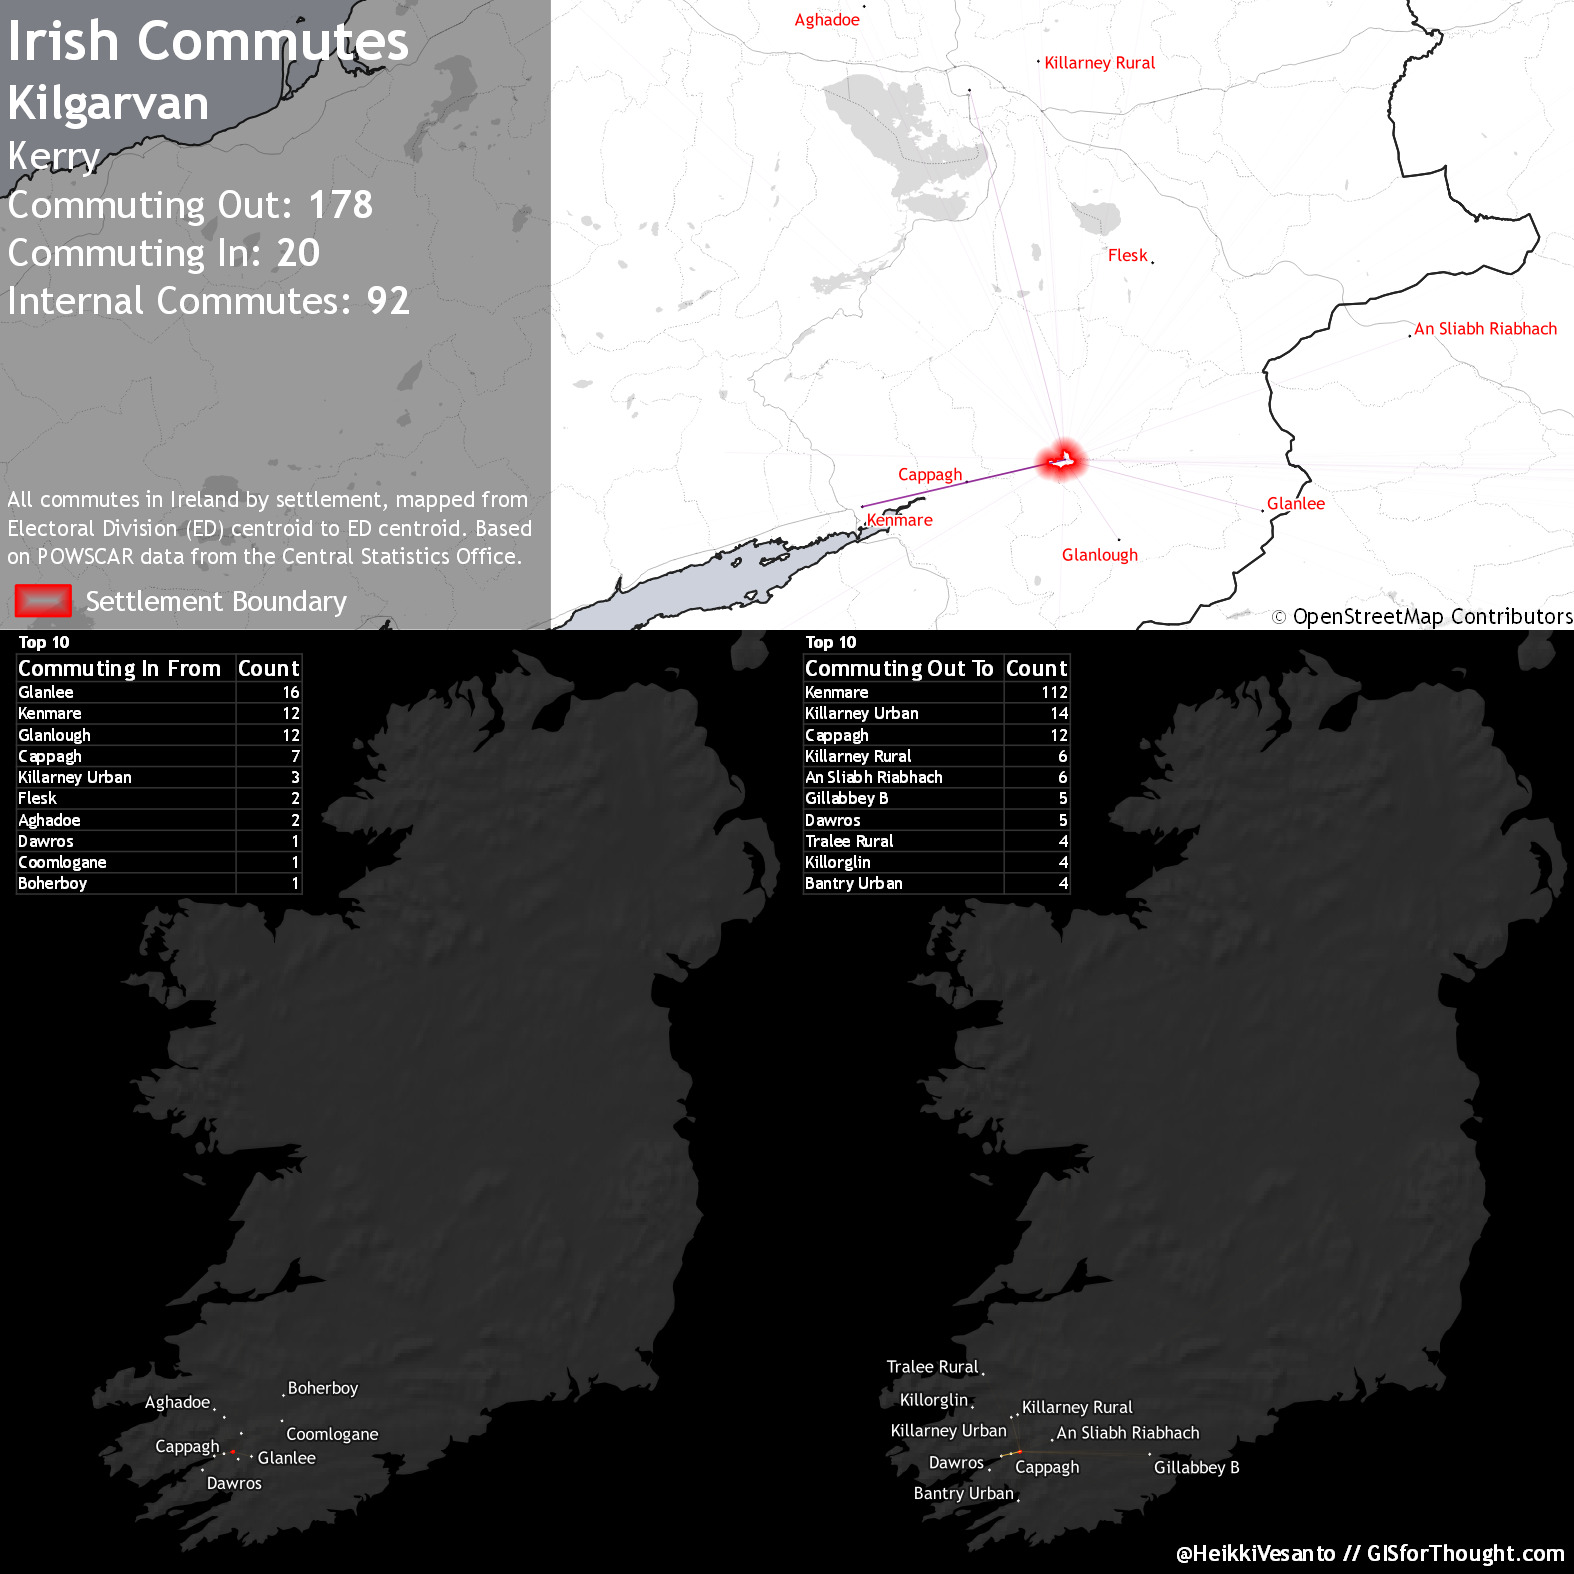 Irish Commutes
Kilgarvan
Kerry
Commuting Out: 178
Commuting In: 20
Internal Commutes: 92
All commutes in Ireland by settlement, mapped from
Electoral Division (ED) centroid to ED centroid. Based
on POWSCAR data from the Central Statistics Office.
Settlement Boundary
Aghadoe
Killarney Rural
Flesk
An Sliabh Riabhach
Cappagh
Kenmare
Glanlee
Glanlough
© OpenStreetMap Contributors
Top 10
Commuting In From Count
Glanlee 16
Kenmare 12
Glanlough 12
Cappagh 7
Killarney Urban 3
Flesk 2
Aghadoe 2
Dawros 1
Coomlogane 1
Boherboy 1
Top 10
Commuting Out To Count
Kenmare 112
Killarney Urban 14
Cappagh 12
Killarney Rural 6
An Sliabh Riabhach 6
Gillabbey B 5
Dawros 5
Tralee Rural 4
Killorglin 4
Bantry Urban 4
Boherboy
Aghadoe
Coomlogane
Cappagh
Glanlee
Dawros
Tralee Rural
Killorglin
Killarney Rural
Killarney Urban
An Sliabh Riabhach
Dawros
Cappagh
Gillabbey B
Bantry Urban
@HeikkiVesanto // GISforThought.com